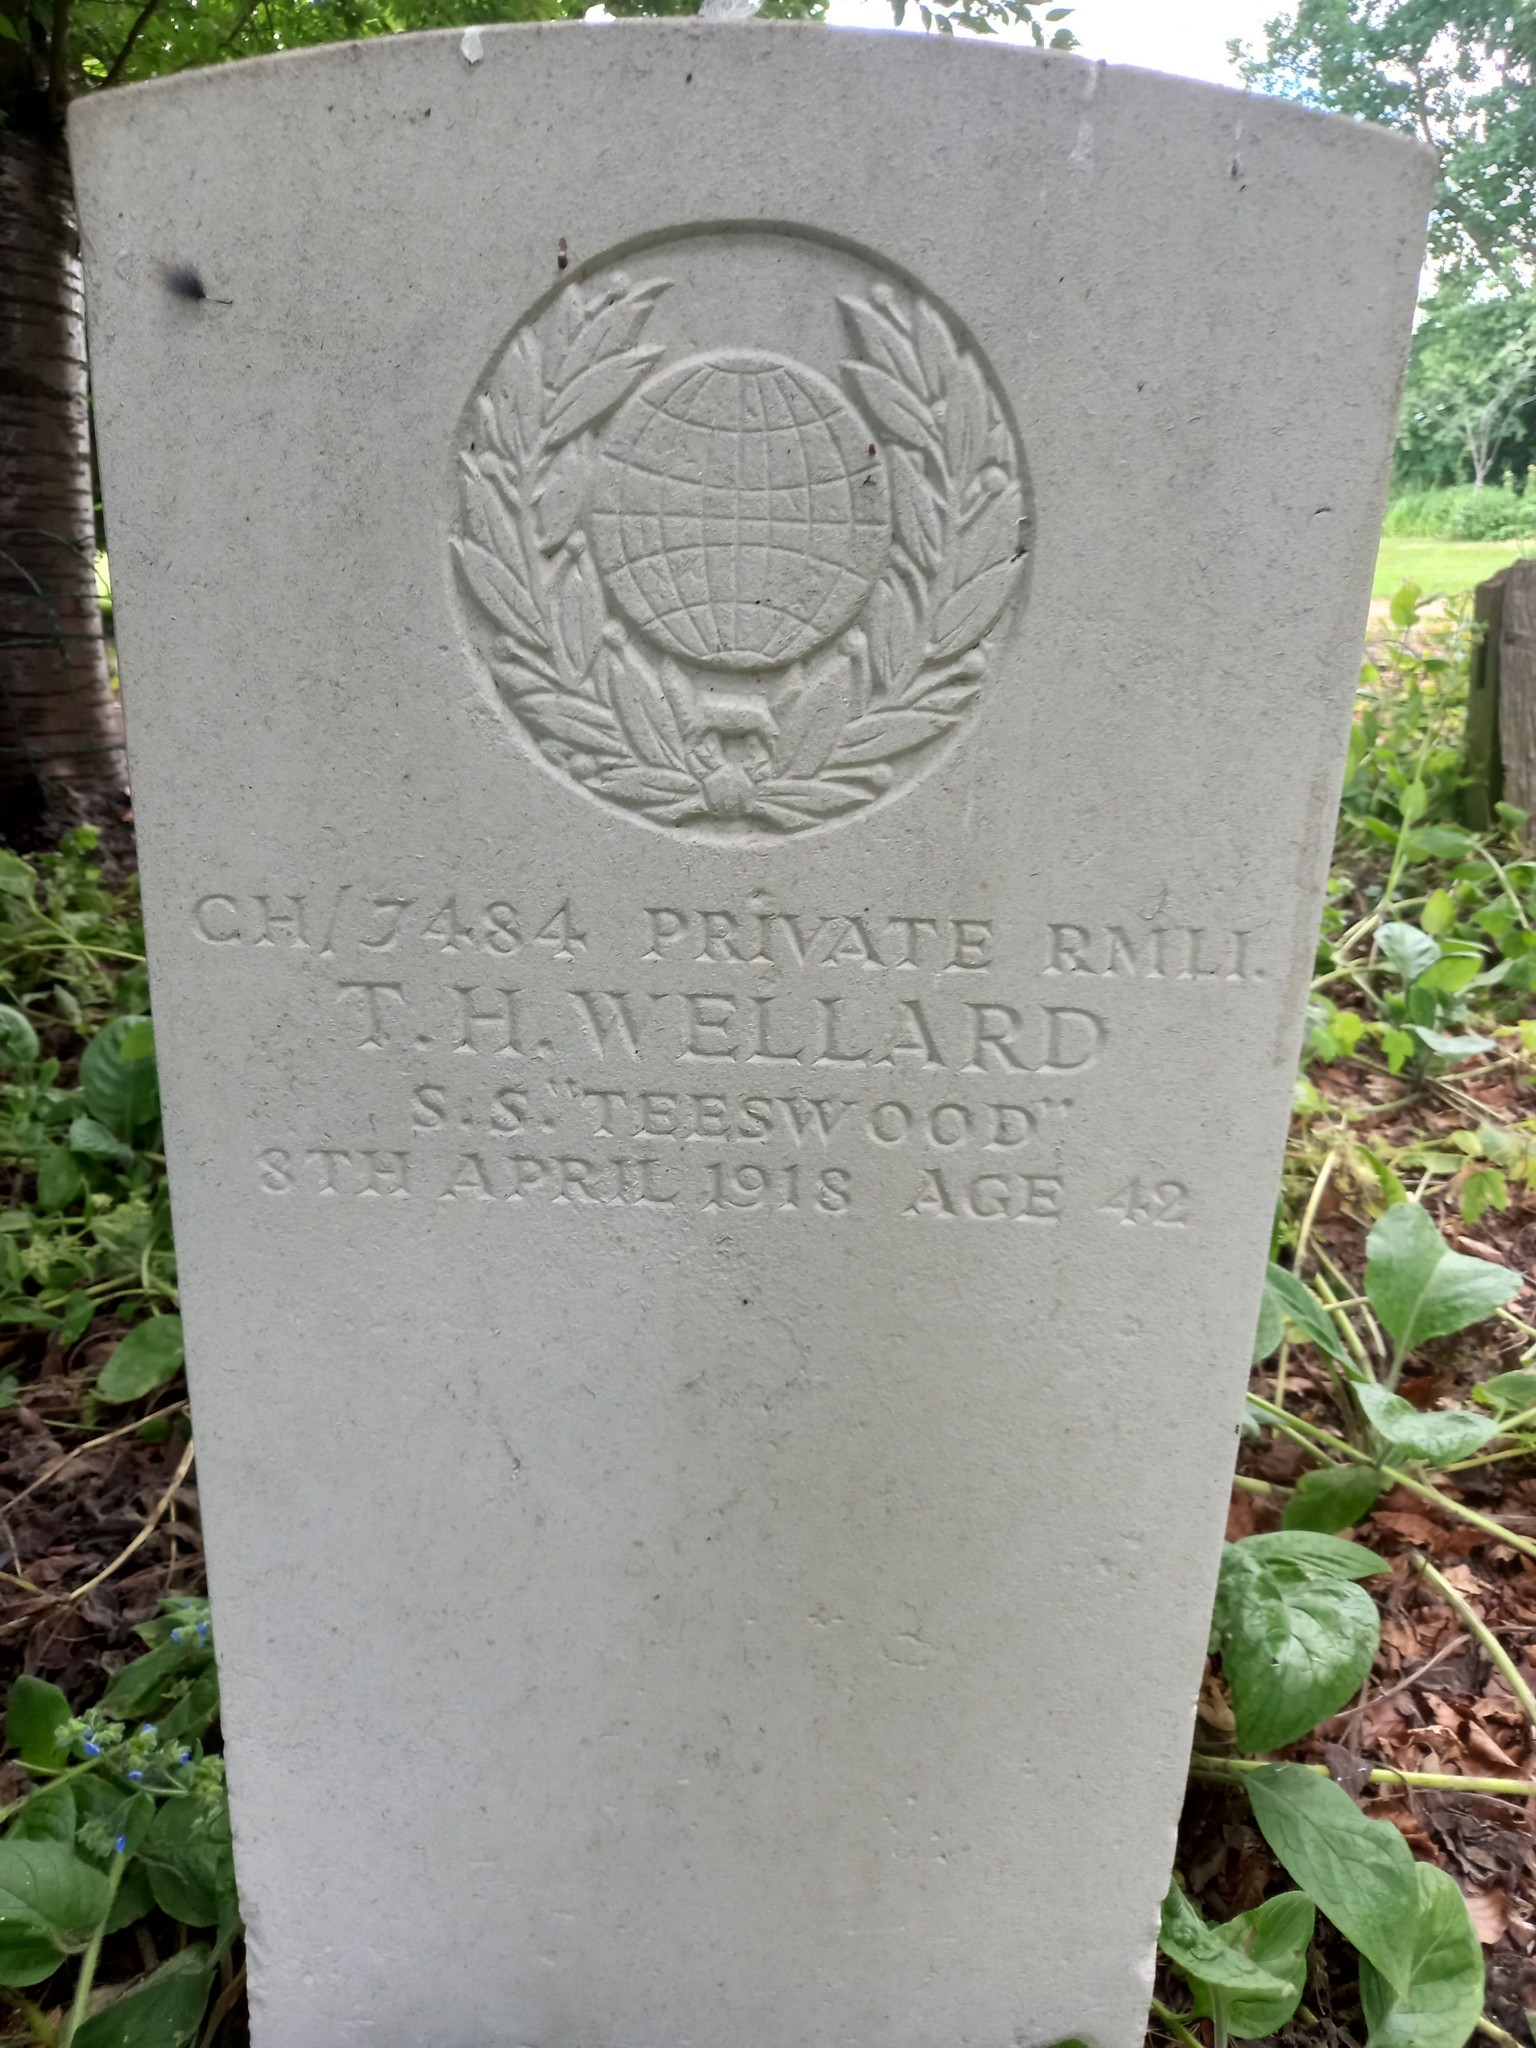 CH/7484 PRIVATE RMLI.
T.H. WELLARD
S.S. "TEESWOOD"
8TH APRIL 1918 AGE 42